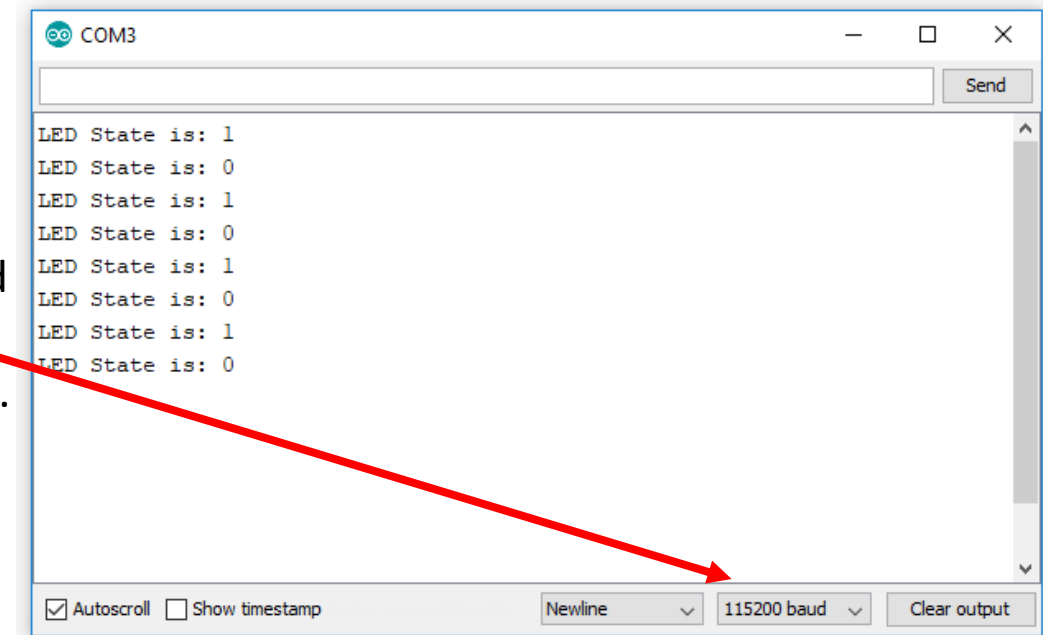 COM3
Send
LED State is: 1
LED State is: 0
LED State is: 1
LED State is: 0
LED State is: 1
LED State is: 0
LED State is: 1
LED State is: 0
.
Autoscroll Show timestamp Newline 115200 baud Clear output